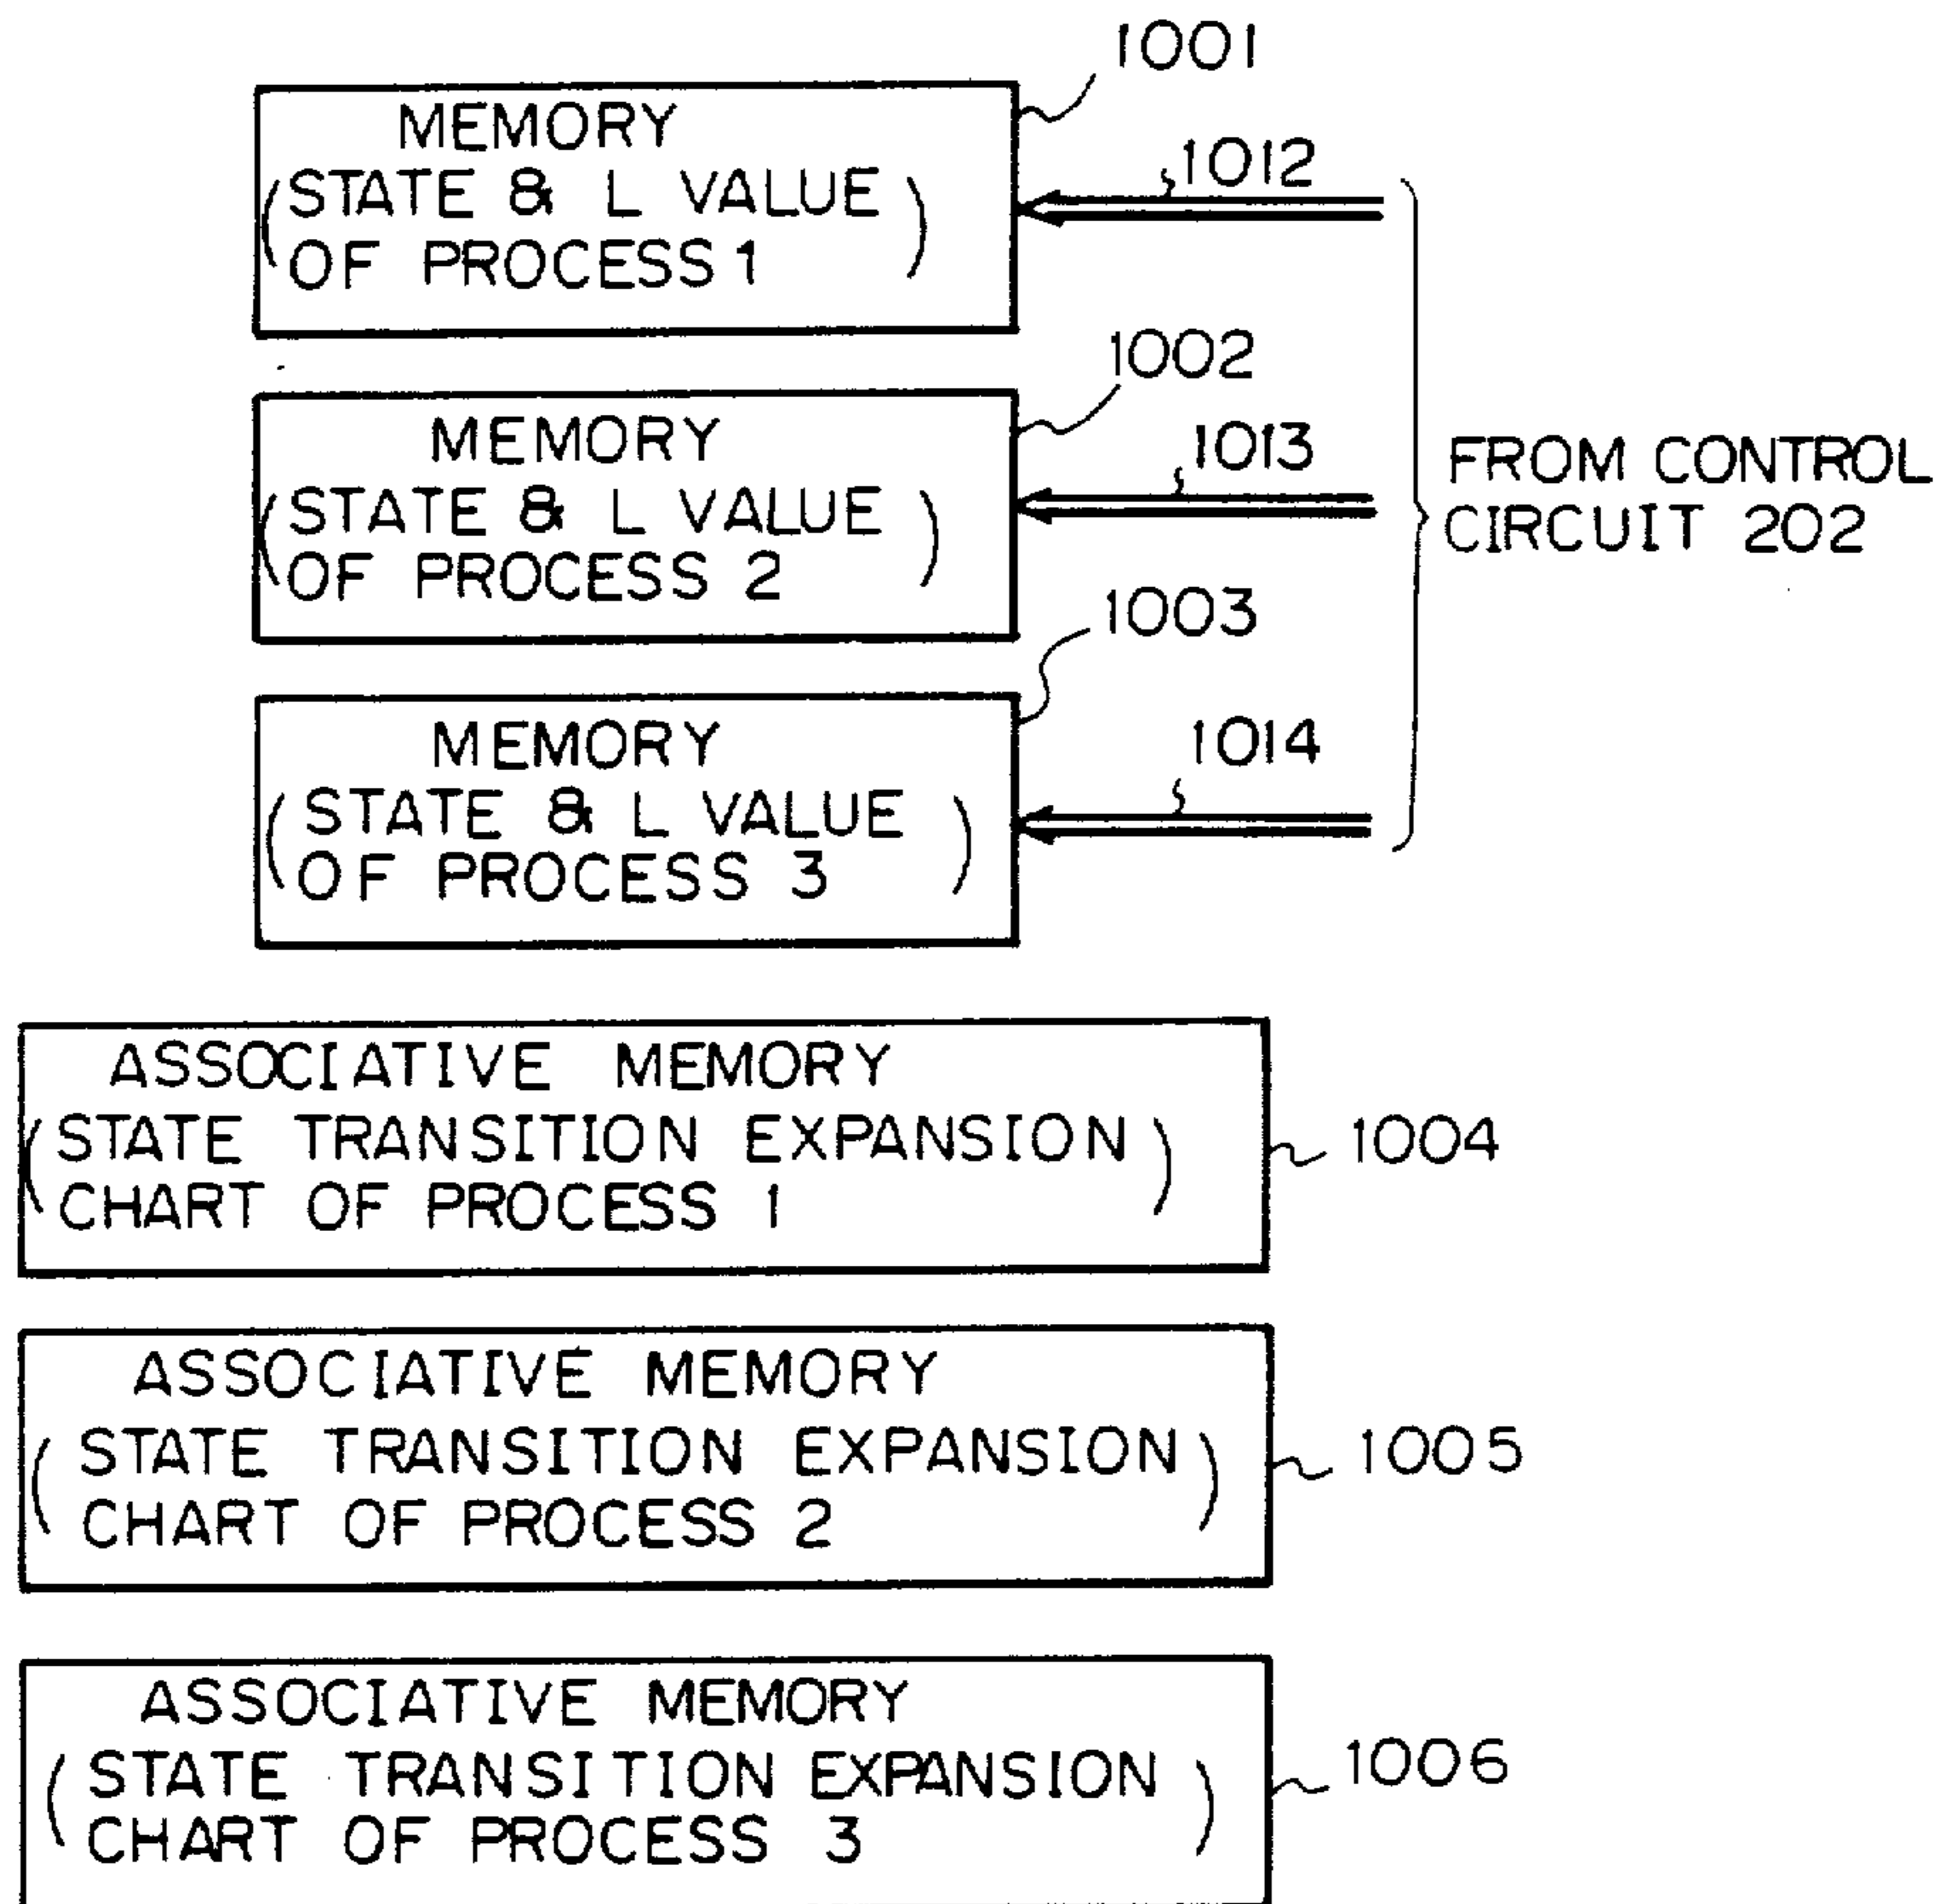 1001
MEMORY
(STATE & L VALUE
OF PROCESS 1)
1012
1002
MEMORY
(STATE & L VALUE
OF PROCESS 2)
1013
FROM CONTROL
CIRCUIT 202
1003
MEMORY
(STATE & L VALUE
OF PROCESS 3)
1014
ASSOCIATIVE MEMORY
(STATE TRANSITION EXPANSION
CHART OF PROCESS 1)
1004
ASSOCIATIVE MEMORY
(STATE TRANSITION EXPANSION
CHART OF PROCESS 2)
1005
ASSOCIATIVE MEMORY
(STATE TRANSITION EXPANSION
CHART OF PROCESS 3)
1006